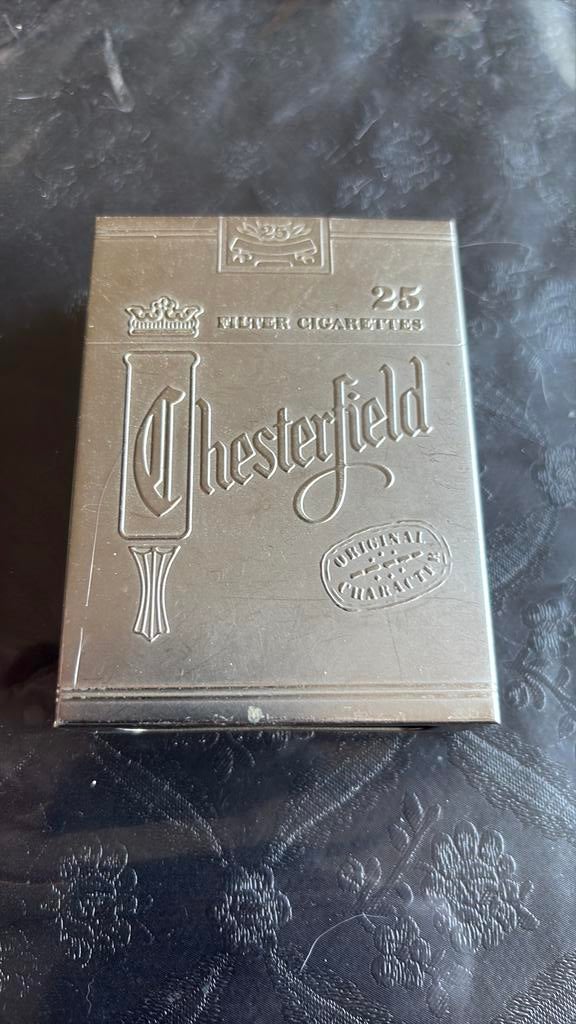 25
25
FILTER CIGARETTES
Chesterfield
ORIGINAL
CHARACTER